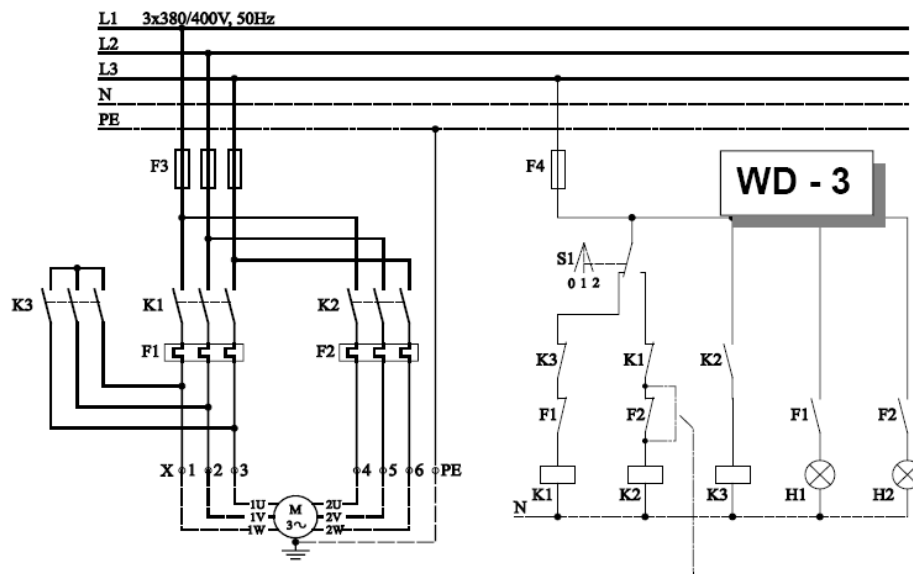 L1 3x380/400V, 50Hz
L2
L3
N
PE
F3
F4
WD - 3
S1
0 1 2
K3
K1
K2
K3
K1
K2
F1
F2
F1
F2
F1
F2
X 1 2 3 4 5 6 PE
K1
K2
K3
H1
H2
1U
M
2U
1V
3~
2V
1W
2W
N